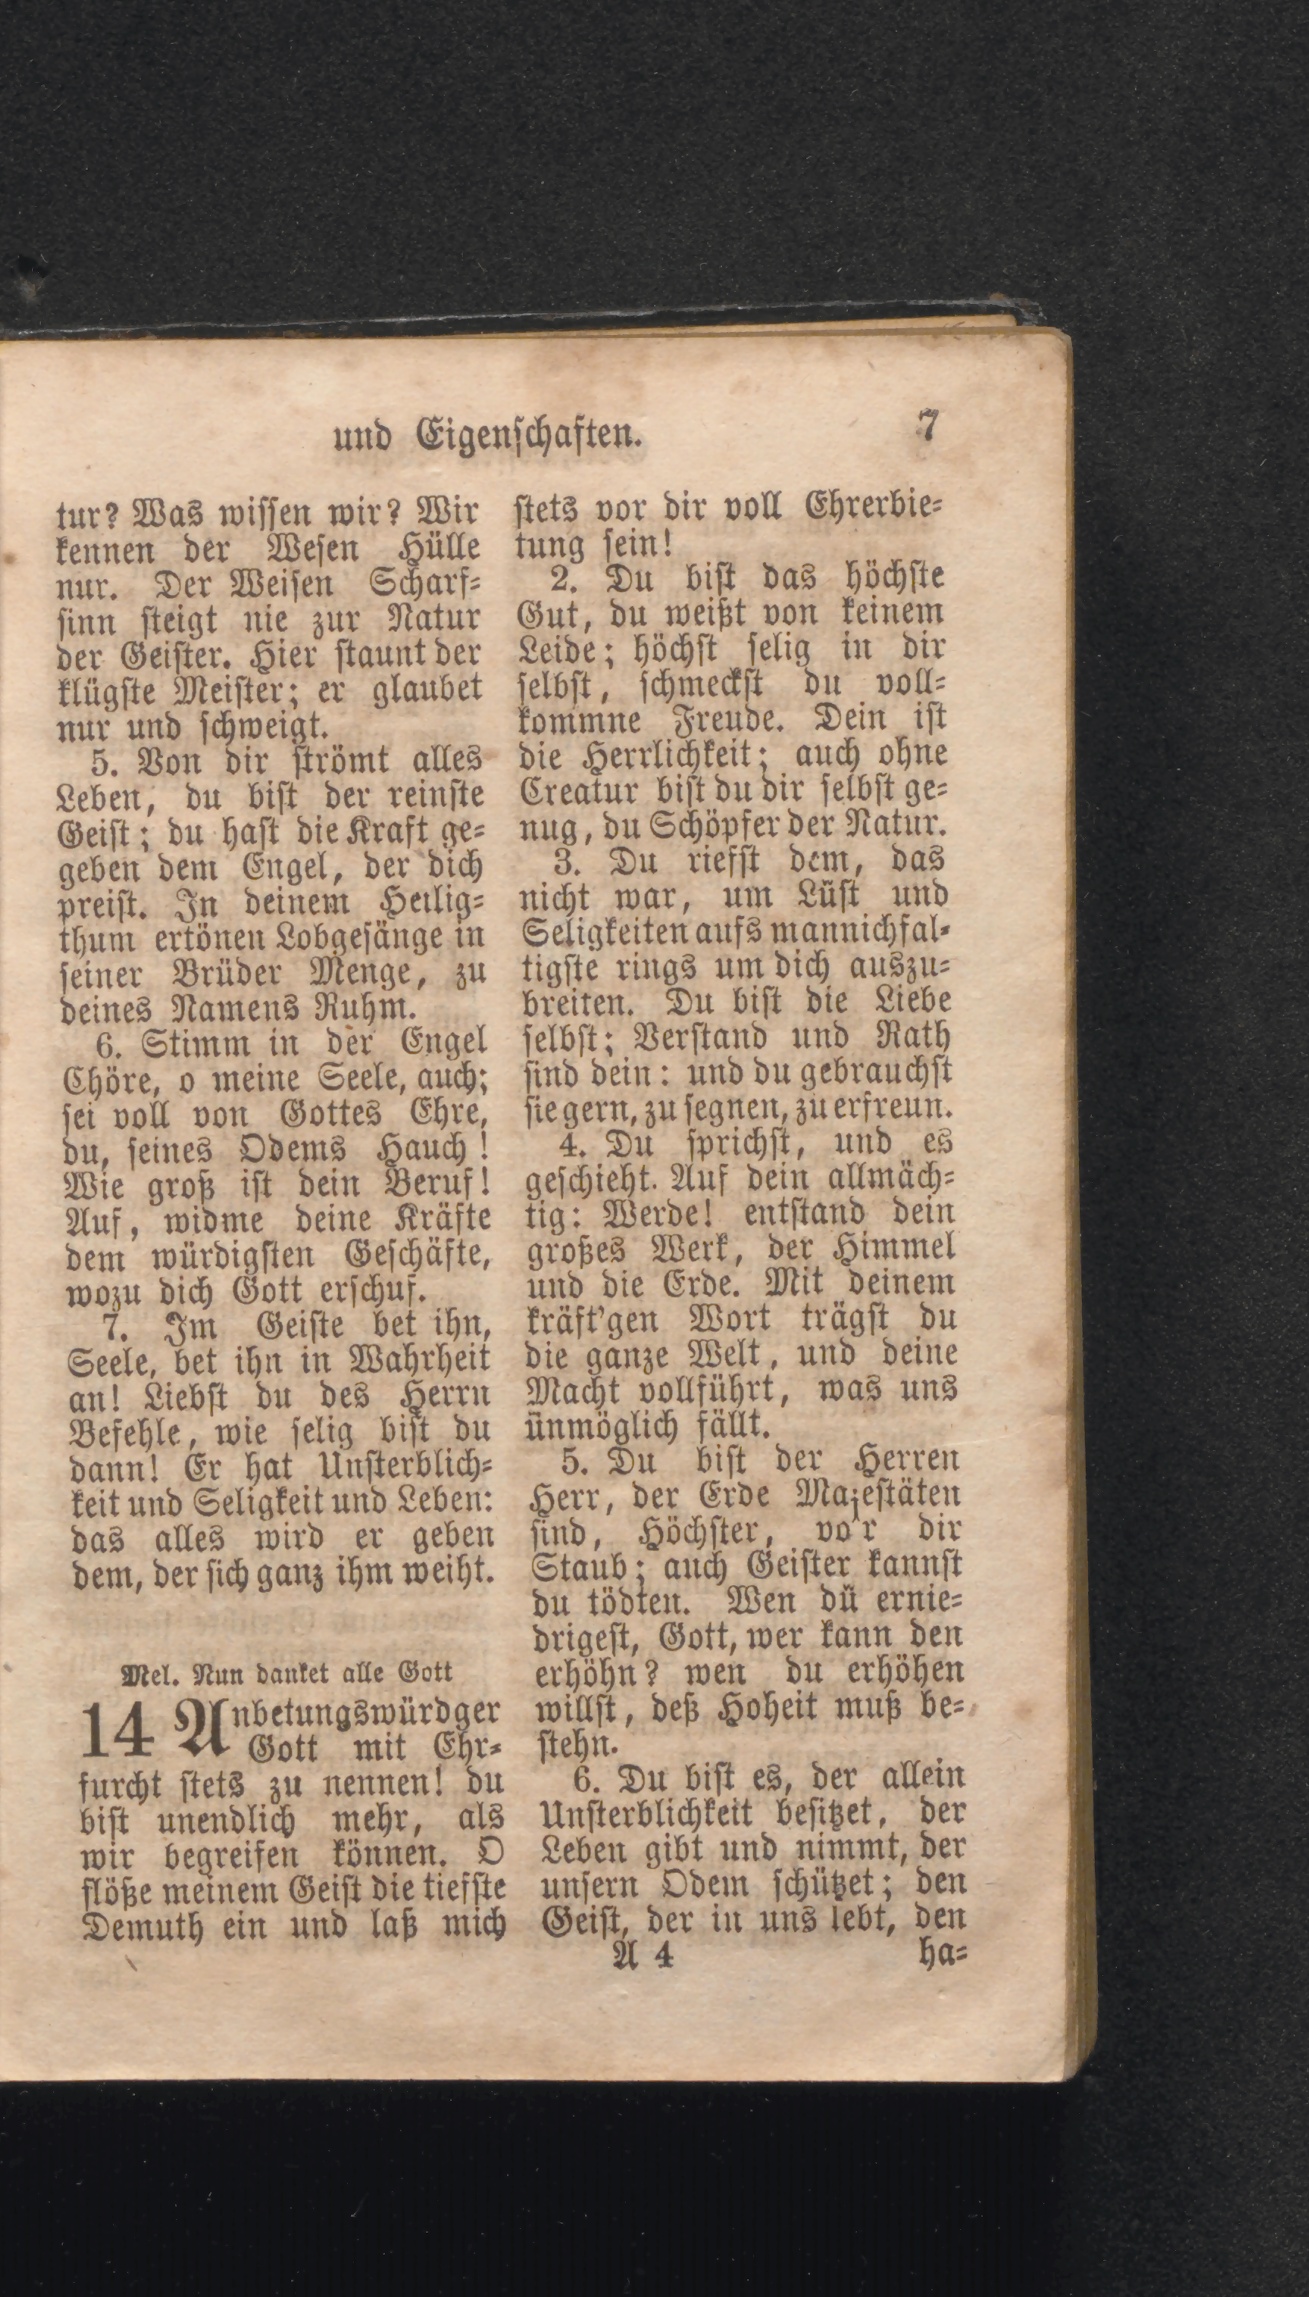 und Eigenschaften.
7
tur? Was wissen wir? Wir
kennen der Wesen Hülle
nur. Der Weisen Scharf-
sinn steigt nie zur Natur
der Geister. Hier staunt der
klügste Meister; er glaubet
nur und schweigt.
5. Von dir strömt alles
Leben, du bist der reinste
Geist; du hast die Kraft ge-
geben dem Engel, der dich
preist. In deinem Heilig-
thum ertönen Lobgesänge in
seiner Brüder Menge, zu
deines Namens Ruhm.
6. Stimm in der Engel
Chöre, o meine Seele, auch;
sei voll von Gottes Ehre,
du, seines Odems Hauch!
Wie groß ist dein Beruf!
Auf, widme deine Kräfte
dem würdigsten Geschäfte,
wozu dich Gott erschuf.
7. Im Geiste bet ihn,
Seele, bet ihn in Wahrheit
an! Liebst du des Herrn
Befehle, wie selig bist du
dann! Er hat Unsterblich-
keit und Seligkeit und Leben:
das alles wird er geben
dem, der sich ganz ihm weiht.
Mel. Nun danket alle Gott
14 Anbetungswürdger
Gott mit Ehr-
furcht stets zu nennen! du
bist unendlich mehr, als
wir begreifen können. O
flöße meinem Geist die tiefste
Demuth ein und laß mich
stets vor dir voll Ehrerbie-
tung sein!
2. Du bist das höchste
Gut, du weißt von keinem
Leide; höchst selig in dir
selbst, schmeckst du voll-
kommne Freude. Dein ist
die Herrlichkeit; auch ohne
Creatur bist du dir selbst ge-
nug, du Schöpfer der Natur.
3. Du riefst dem, das
nicht war, um Lüst und
Seligkeiten aufs mannichfal-
tigste rings um dich auszu-
breiten. Du bist die Liebe
selbst; Verstand und Rath
sind dein: und du gebrauchst
sie gern, zu segnen, zu erfreun.
4. Du sprichst, und es
geschieht. Auf dein allmäch-
tig: Werde! entstand dein
großes Werk, der Himmel
und die Erde. Mit deinem
kräft'gen Wort trägst du
die ganze Welt, und deine
Macht vollführt, was uns
ünmöglich fällt.
5. Du bist der Herren
Herr, der Erde Majestäten
sind, Höchster, vor dir
Staub; auch Geister kannst
du tödten. Wen dü ernie-
drigest, Gott, wer kann den
erhöhn? wen du erhöhen
willst, deß Hoheit muß be-
stehn.
6. Du bist es, der allein
Unsterblichkeit besitzet, der
Leben gibt und nimmt, der
unsern Odem schützet; den
Geist, der in uns lebt, den
A 4
ha-